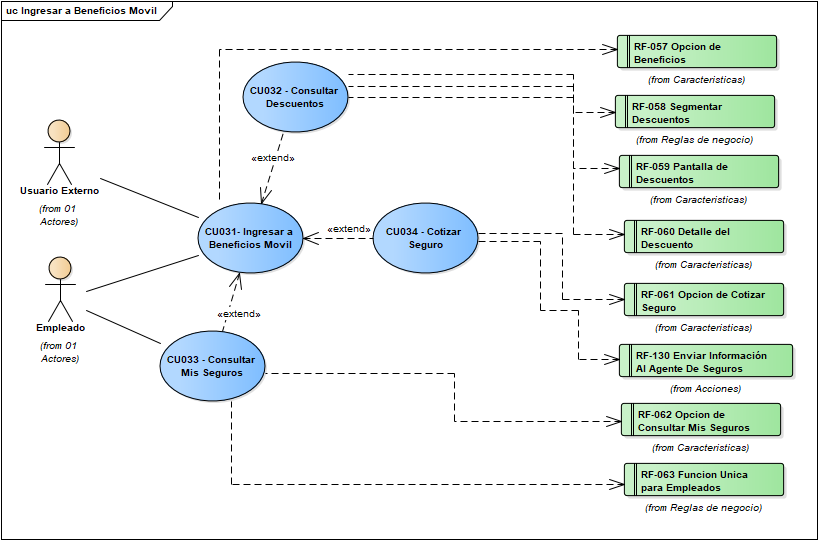 uc Ingresar a Beneficios Movil
RF-057 Opcion de
Beneficios
(from Caracteristicas)
CU032 - Consultar
Descuentos
RF-058 Segmentar
Descuentos
(from Reglas de negocio)
«extend»
RF-059 Pantalla de
Descuentos
(from Caracteristicas)
Usuario Externo
(from 01
Actores)
CU031- Ingresar a
Beneficios Movil
«extend»
CU034 - Cotizar
Seguro
RF-060 Detalle del
Descuento
(from Caracteristicas)
RF-061 Opcion de Cotizar
Seguro
(from Caracteristicas)
Empleado
(from 01
Actores)
«extend»
CU033 - Consultar
Mis Seguros
RF-130 Enviar Información
Al Agente De Seguros
(from Acciones)
RF-062 Opcion de
Consultar Mis Seguros
(from Caracteristicas)
RF-063 Funcion Unica
para Empleados
(from Reglas de negocio)